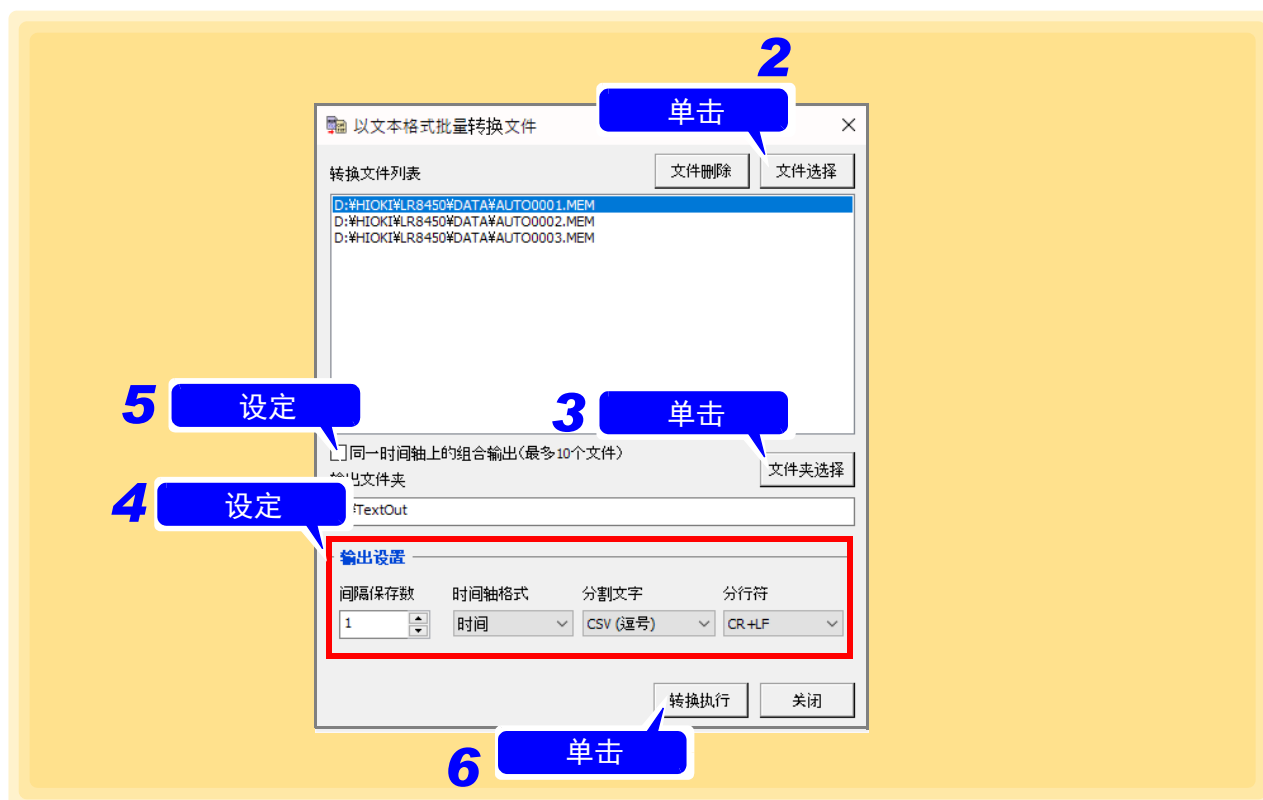 2
单击
以文本格式批量转换文件
转换文件列表
文件删除
文件选择
D:¥HIOKI¥LR8450¥DATA¥AUTO0001.MEM
D:¥HIOKI¥LR8450¥DATA¥AUTO0002.MEM
D:¥HIOKI¥LR8450¥DATA¥AUTO0003.MEM
5
设定
3
单击
同一时间轴上的组合输出(最多10个文件)
输出文件夹
文件夹选择
4
设定
¥TextOut
输出设置
间隔保存数
时间轴格式
分割文字
分行符
1
时间
CSV (逗号)
CR+LF
转换执行
关闭
6
单击